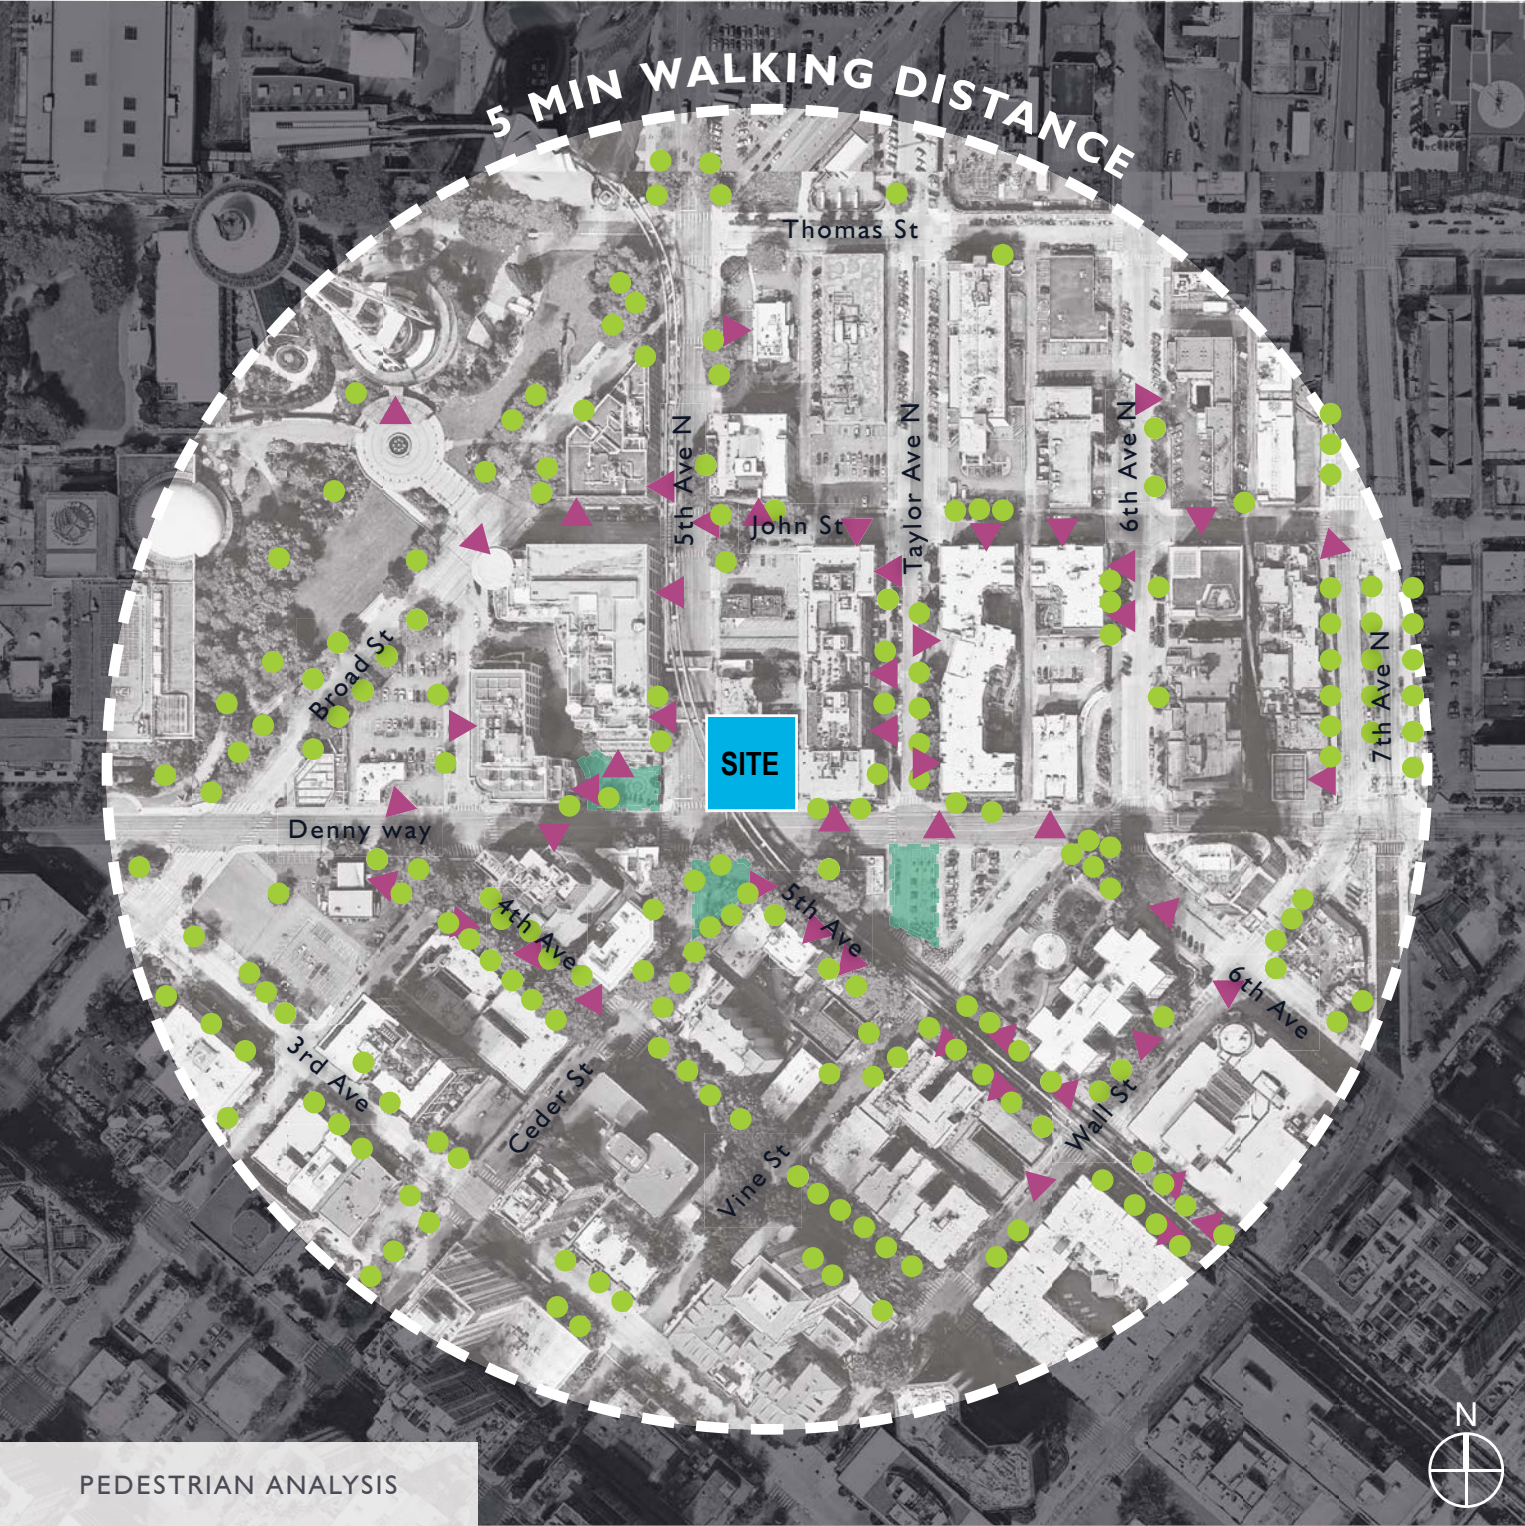 5 MIN WALKING DISTANCE
Thomas St
5th Ave N
Taylor Ave N
6th Ave N
John St
Broad St
7th Ave N
SITE
Denny way
4th Ave
5th Ave
6th Ave
3rd Ave
Ceder St
Wall St
Vine St
N
PEDESTRIAN ANALYSIS